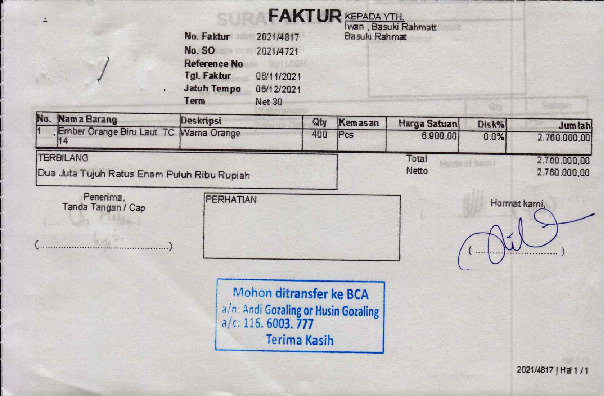 FAKTUR
KEPADA YTH.
Iwan , Basuki Rahmatt
Basuki Rahmat
No. Faktur 2021/4817
No. SO 2021/4721
Reference No
Tgl. Faktur 06/11/2021
Jatuh Tempo 06/12/2021
Term Net 30
No. Nama Barang Deskripsi Qty Kemasan Harga Satuan Disk% Jumlah
1 Ember Orange Biru Laut TC 14 Warna Orange 400 Pcs 6.900,00 0.0% 2.760.000,00
TERBILANG
Dua Juta Tujuh Ratus Enam Puluh Ribu Rupiah
Total 2.760.000,00
Netto 2.760.000,00
Penerima,
Tanda Tangan / Cap
(..............................)
PERHATIAN
Hormat kami,
(..............................)
Mohon ditransfer ke BCA
a/n: Andi Gozaling or Husin Gozaling
a/c: 116. 6003. 777
Terima Kasih
2021/4817 | Hal 1 / 1